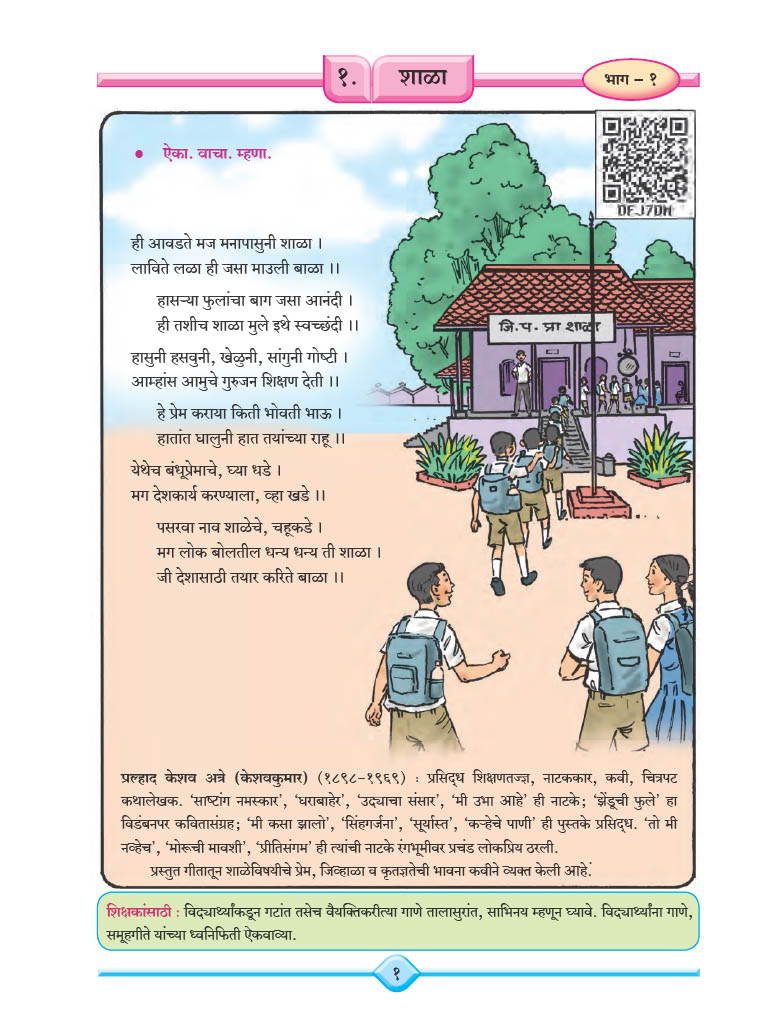 १. शाळा
भाग – १
DFJ7DM
● ऐका. वाचा. म्हणा.
ही आवडते मज मनापासुनी शाळा ।
लाविते लळा ही जसा माउली बाळा ।।
हासऱ्या फुलांचा बाग जसा आनंदी ।
ही तशीच शाळा मुले इथे स्वच्छंदी ।।
हासुनी हसवुनी, खेळुनी, सांगुनी गोष्टी ।
आम्हांस आमुचे गुरुजन शिक्षण देती ।।
हे प्रेम कराया किती भोवती भाऊ ।
हातांत घालुनी हात तयांच्या राहू ।।
येथेच बंधूप्रेमाचे, घ्या धडे ।
मग देशकार्य करण्याला, व्हा खडे ।।
पसरवा नाव शाळेचे, चहूकडे ।
मग लोक बोलतील धन्य धन्य ती शाळा ।
जी देशासाठी तयार करिते बाळा ।।
जि.प. प्रा शाळा
प्रल्हाद केशव अत्रे (केशवकुमार) (१८९८-१९६९) : प्रसिद्ध शिक्षणतज्ज्ञ, नाटककार, कवी, चित्रपट
कथालेखक. ‘साष्टांग नमस्कार’, ‘घराबाहेर’, ‘उद्याचा संसार’, ‘मी उभा आहे’ ही नाटके; ‘झेंडूची फुले’ हा
विडंबनपर कवितासंग्रह; ‘मी कसा झालो’, ‘सिंहगर्जना’, ‘सूर्यास्त’, ‘कऱ्हेचे पाणी’ ही पुस्तके प्रसिद्ध. ‘तो मी
नव्हेच’, ‘मोरूची मावशी’, ‘प्रीतिसंगम’ ही त्यांची नाटके रंगभूमीवर प्रचंड लोकप्रिय ठरली.
प्रस्तुत गीतातून शाळेविषयीचे प्रेम, जिव्हाळा व कृतज्ञतेची भावना कवीने व्यक्त केली आहे.
शिक्षकांसाठी : विद्यार्थ्यांकडून गटांत तसेच वैयक्तिकरीत्या गाणे तालासुरांत, साभिनय म्हणून घ्यावे. विद्यार्थ्यांना गाणे,
समूहगीते यांच्या ध्वनिफिती ऐकवाव्या.
१